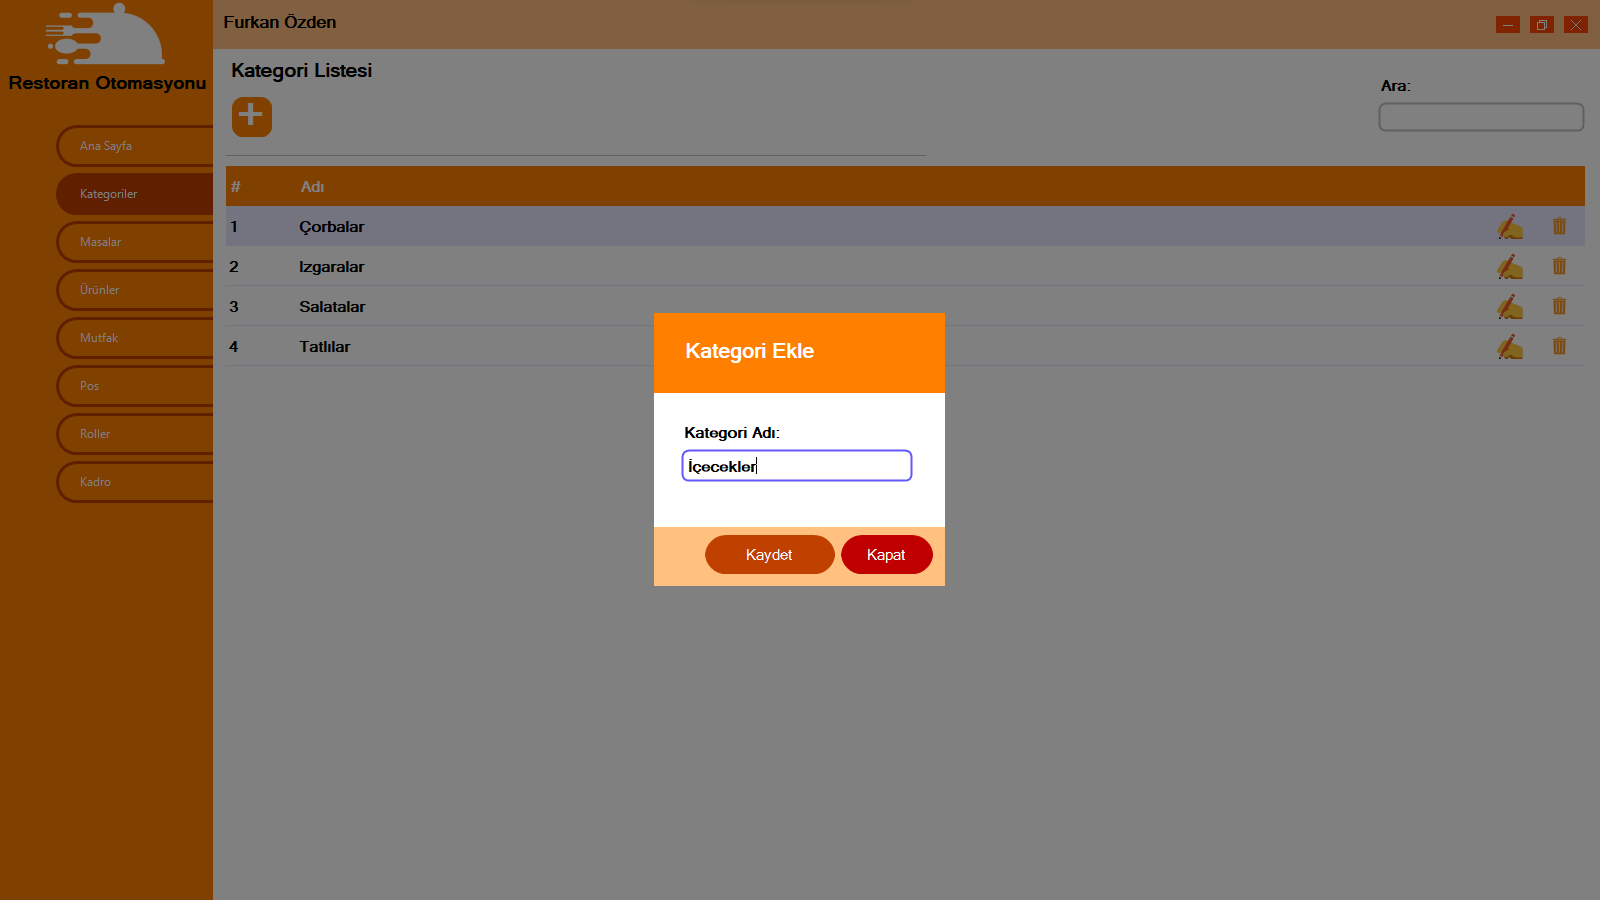 Restoran Otomasyonu
Ana Sayfa
Kategoriler
Masalar
Ürünler
Mutfak
Pos
Roller
Kadro
Furkan Özden
Kategori Listesi
Ara:
# Adı
1 Çorbalar
2 Izgaralar
3 Salatalar
4 Tatlılar
Kategori Ekle
Kategori Adı:
İçecekler
Kaydet Kapat